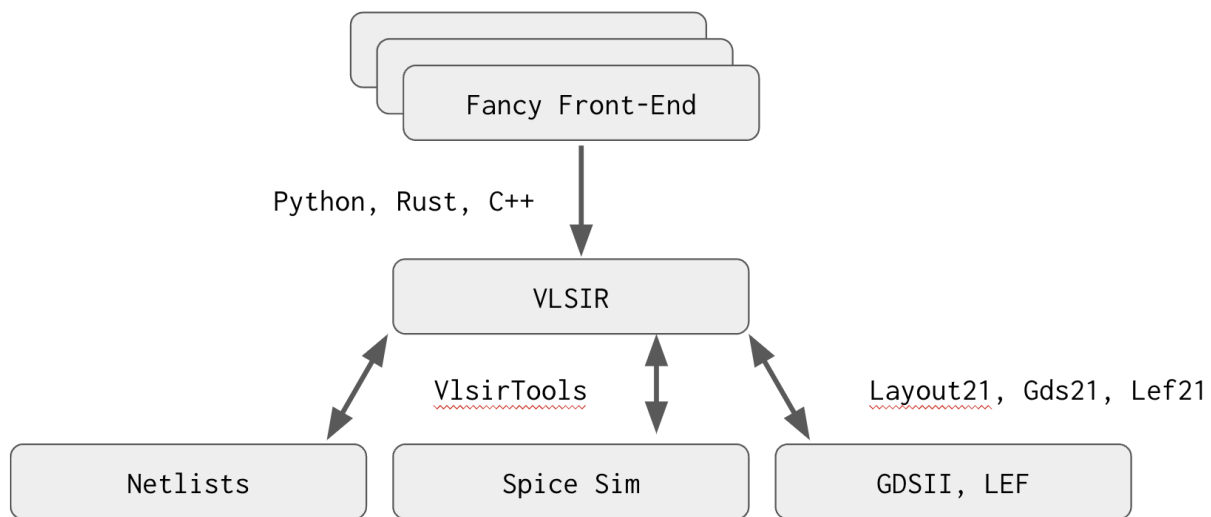 Fancy Front-End
Python, Rust, C++
VLSIR
VlsirTools
Layout21, Gds21, Lef21
Netlists
Spice Sim
GDSII, LEF